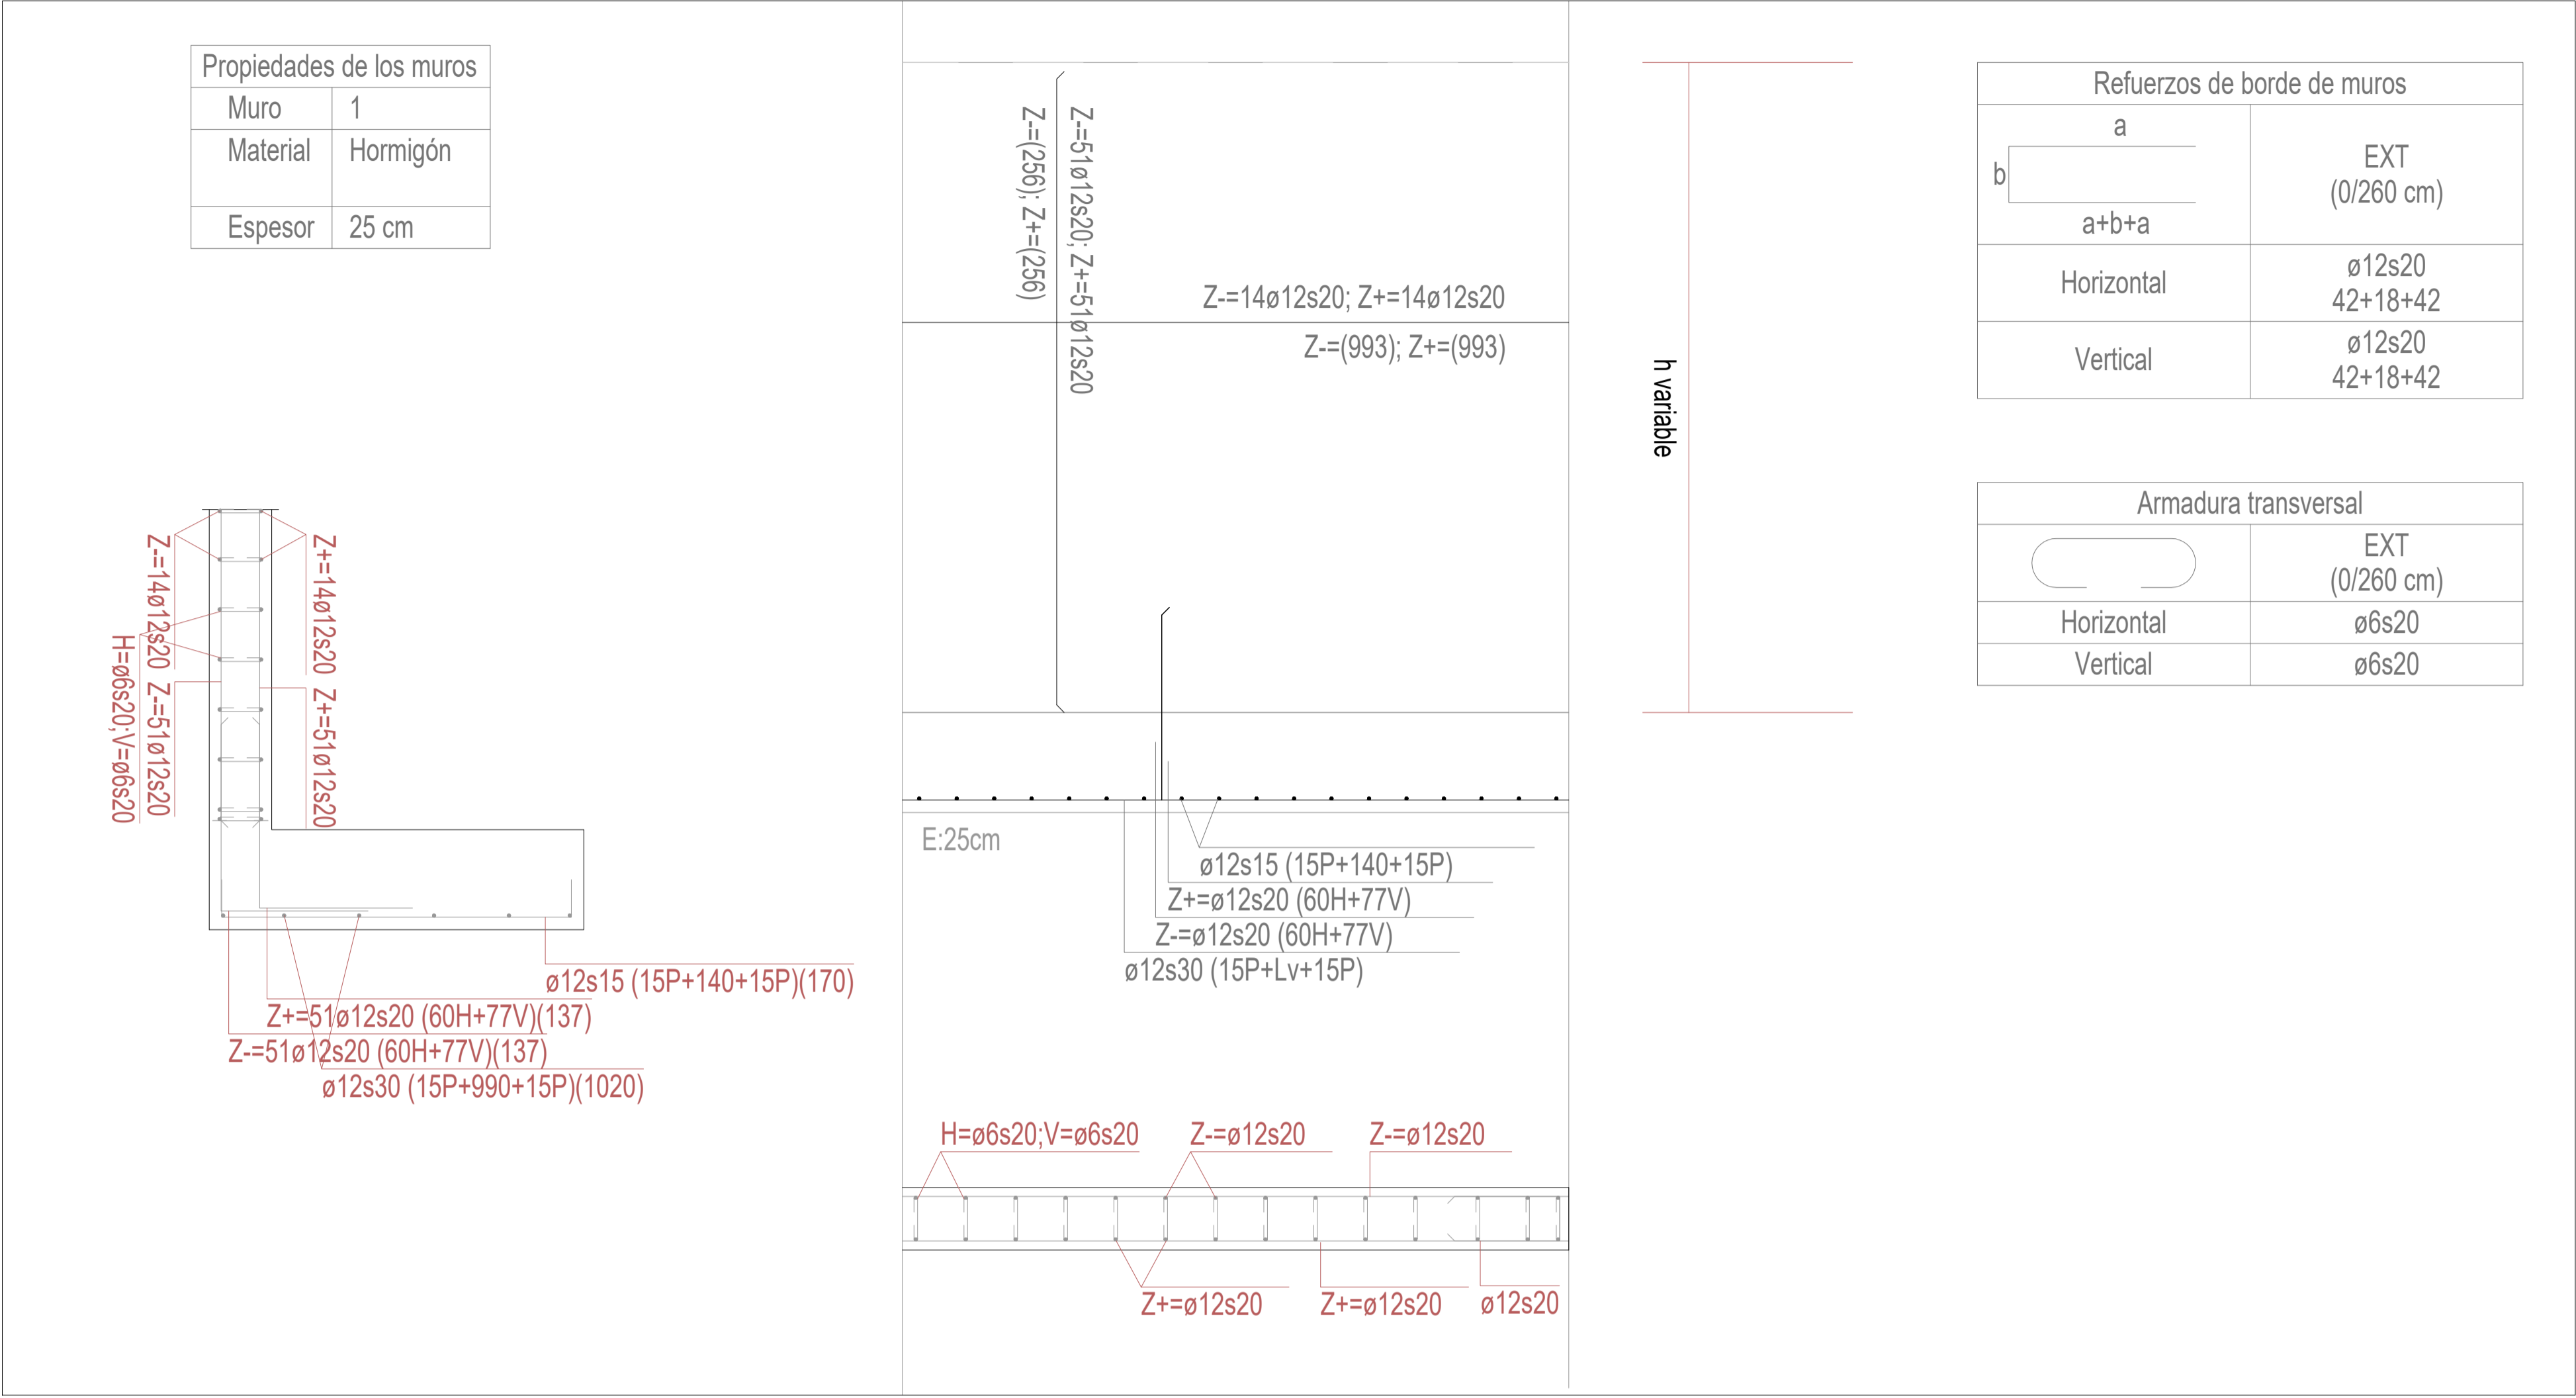 Propiedades de los muros
Muro 1
Material Hormigón
Espesor 25 cm
Z-=14ø12s20
Z-=51ø12s20
H=ø6s20;V=ø6s20
Z+=14ø12s20
Z+=51ø12s20
ø12s15 (15P+140+15P)(170)
Z+=51ø12s20 (60H+77V)(137)
Z-=51ø12s20 (60H+77V)(137)
ø12s30 (15P+990+15P)(1020)
Z-=51ø12s20; Z+=51ø12s20
Z-=(256); Z+=(256)
Z-=14ø12s20; Z+=14ø12s20
Z-=(993); Z+=(993)
E:25cm
ø12s15 (15P+140+15P)
Z+=ø12s20 (60H+77V)
Z-=ø12s20 (60H+77V)
ø12s30 (15P+Lv+15P)
H=ø6s20;V=ø6s20
Z-=ø12s20
Z-=ø12s20
Z+=ø12s20
Z+=ø12s20
ø12s20
h variable
Refuerzos de borde de muros
a
b
a+b+a
EXT
(0/260 cm)
Horizontal
ø12s20
42+18+42
Vertical
ø12s20
42+18+42
Armadura transversal
EXT
(0/260 cm)
Horizontal ø6s20
Vertical ø6s20